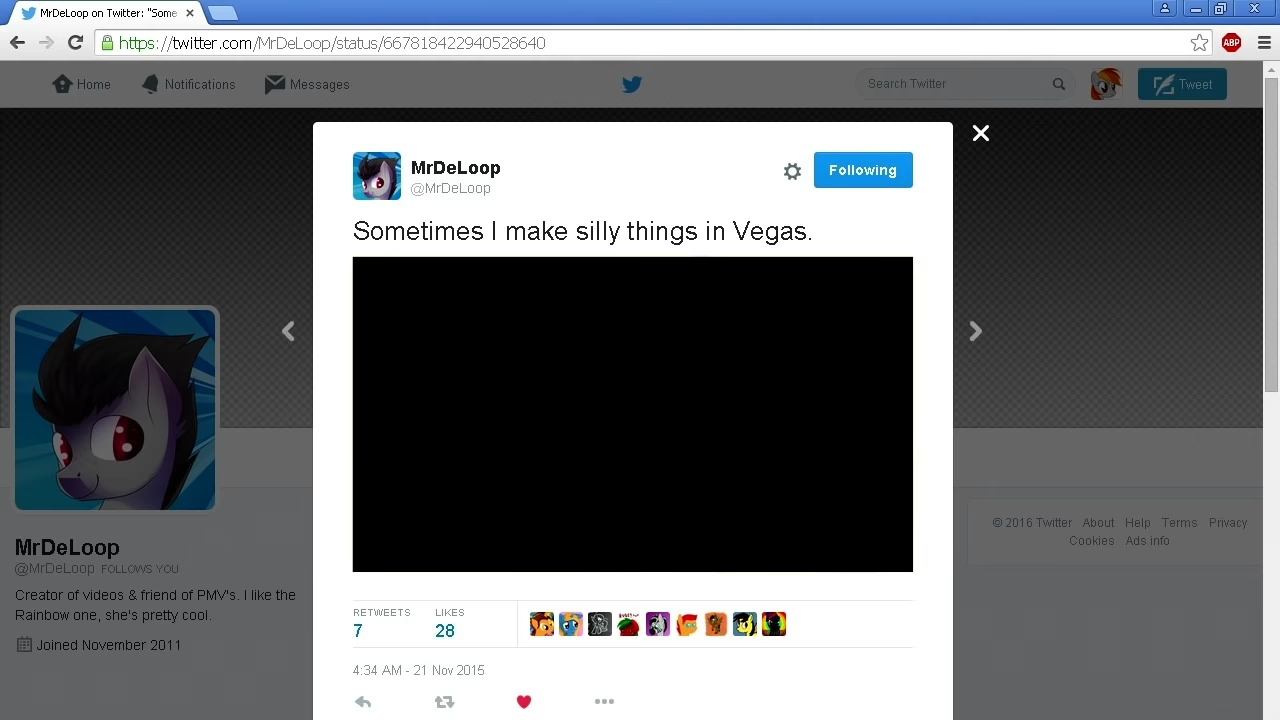 MrDeLoop on Twitter: "Some
https://twitter.com/MrDeLoop/status/667818422940528640
ABP
Home
Notifications
Messages
Search Twitter
Tweet
MrDeLoop
@MrDeLoop
Following
Sometimes I make silly things in Vegas.
RETWEETS
7
LIKES
28
4:34 AM - 21 Nov 2015
MrDeLoop
@MrDeLoop FOLLOWS YOU
Creator of videos & friend of PMV's. I like the
Rainbow one, she's pretty cool.
Joined November 2011
© 2016 Twitter About Help Terms Privacy
Cookies Ads info